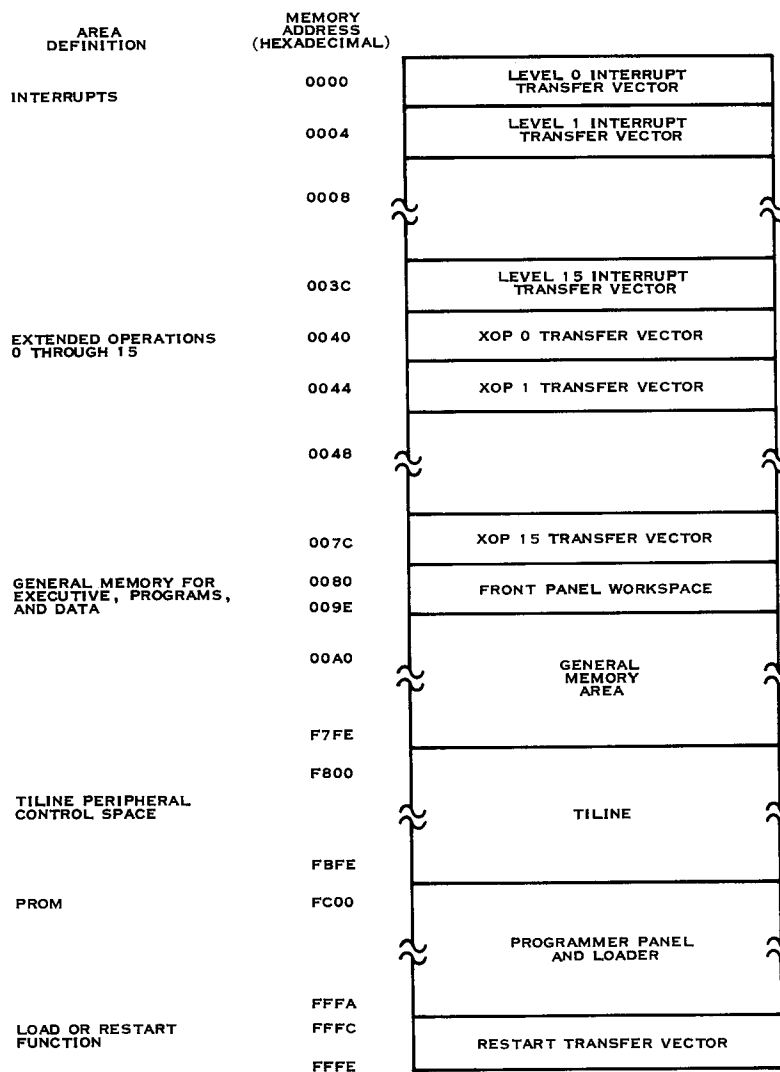 AREA
DEFINITION
MEMORY
ADDRESS
(HEXADECIMAL)
INTERRUPTS
0000
LEVEL 0 INTERRUPT
TRANSFER VECTOR
0004
LEVEL 1 INTERRUPT
TRANSFER VECTOR
0008
003C
LEVEL 15 INTERRUPT
TRANSFER VECTOR
EXTENDED OPERATIONS
0 THROUGH 15
0040
XOP 0 TRANSFER VECTOR
0044
XOP 1 TRANSFER VECTOR
0048
007C
XOP 15 TRANSFER VECTOR
GENERAL MEMORY FOR
EXECUTIVE, PROGRAMS,
AND DATA
0080
009E
FRONT PANEL WORKSPACE
00A0
GENERAL
MEMORY
AREA
F7FE
F800
TILINE PERIPHERAL
CONTROL SPACE
TILINE
FBFE
PROM
FC00
PROGRAMMER PANEL
AND LOADER
FFFA
LOAD OR RESTART
FUNCTION
FFFC
RESTART TRANSFER VECTOR
FFFE